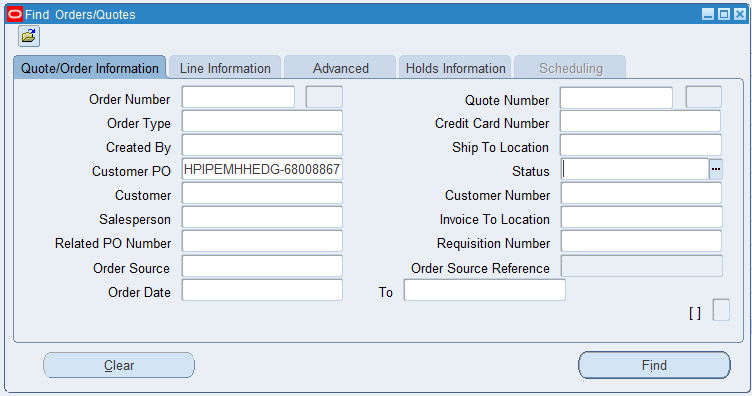 Find Orders/Quotes
Quote/Order Information Line Information Advanced Holds Information Scheduling
Order Number Quote Number
Order Type Credit Card Number
Created By Ship To Location
Customer PO HPIPEMHHEDG-68008867 Status ...
Customer Customer Number
Salesperson Invoice To Location
Related PO Number Requisition Number
Order Source Order Source Reference
Order Date To
[ ]
Clear Find